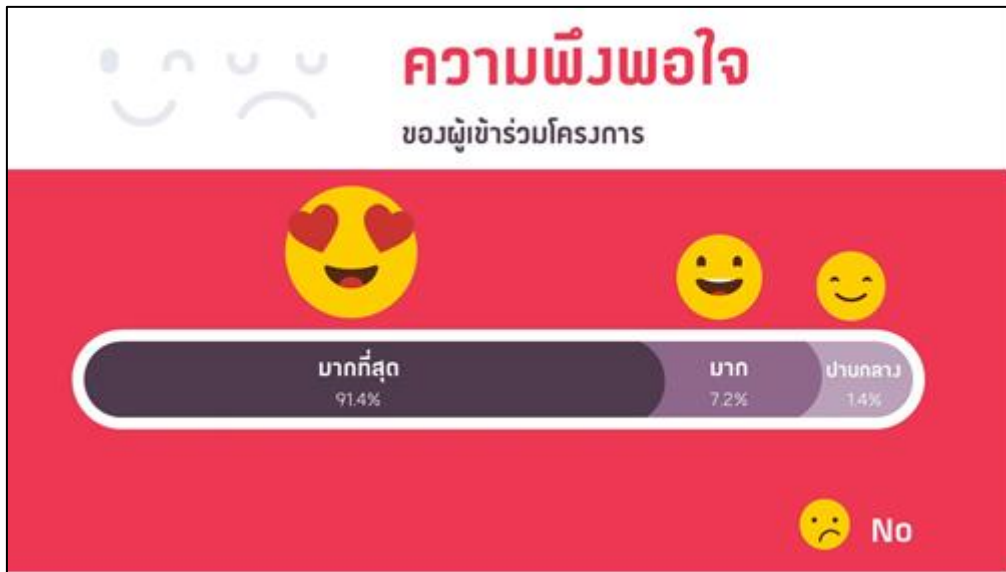 ความพึงพอใจ
ของผู้เข้าร่วมโครงการ
มากที่สุด
91.4%
มาก
7.2%
ปานกลาง
1.4%
No